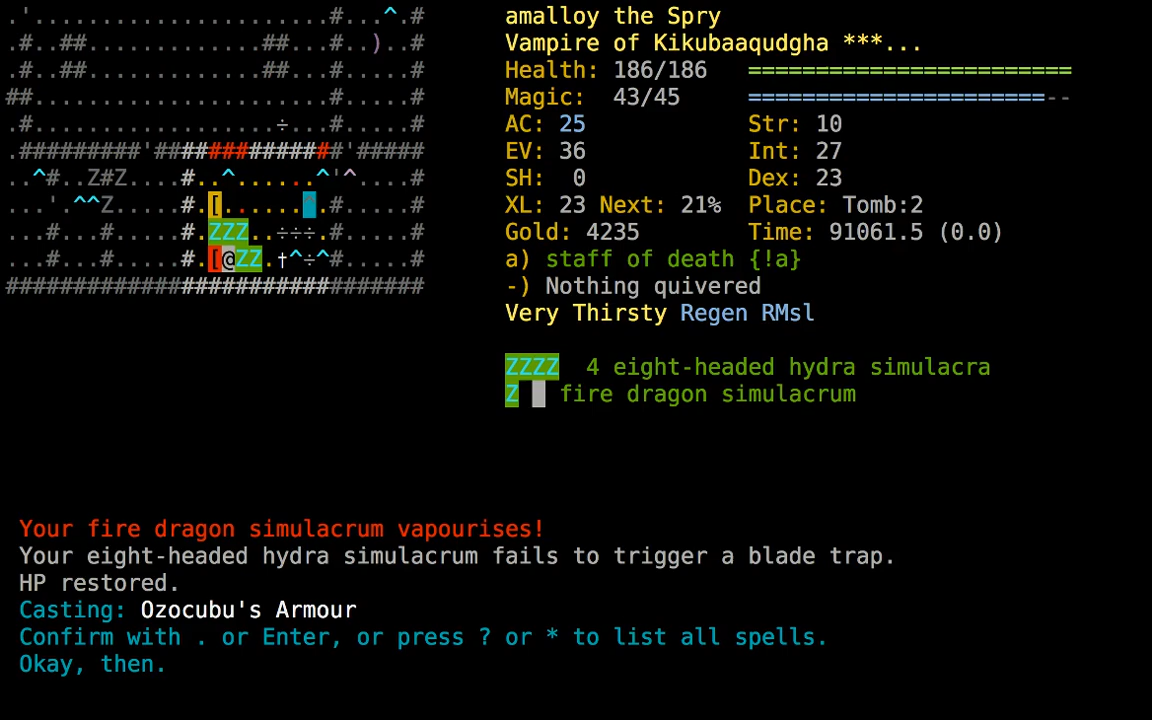 .'......................#...^.#
amalloy the Spry
.#..##.............##...#..)..#
Vampire of Kikubaaqudgha ***...
.#..##.............##...#.....#
Health: 186/186 ========================
##......................#.....#
Magic: 43/45 ======================--
.#..................÷...#.....#
AC: 25 Str: 10
.#########'##############'#####
EV: 36 Int: 27
..^#..Z#Z....#..^......^'^....#
SH: 0 Dex: 23
...'.^^Z.....#.[......^.#.....#
XL: 23 Next: 21% Place: Tomb:2
...#...#.....#.ZZZ..÷÷÷.#.....#
Gold: 4235 Time: 91061.5 (0.0)
...#...#.....#.[@ZZ.†^÷^#.....#
a) staff of death {!a}
###############################
-) Nothing quivered
Very Thirsty Regen RMsl
ZZZZ 4 eight-headed hydra simulacra
Z fire dragon simulacrum
Your fire dragon simulacrum vapourises!
Your eight-headed hydra simulacrum fails to trigger a blade trap.
HP restored.
Casting: Ozocubu's Armour
Confirm with . or Enter, or press ? or * to list all spells.
Okay, then.